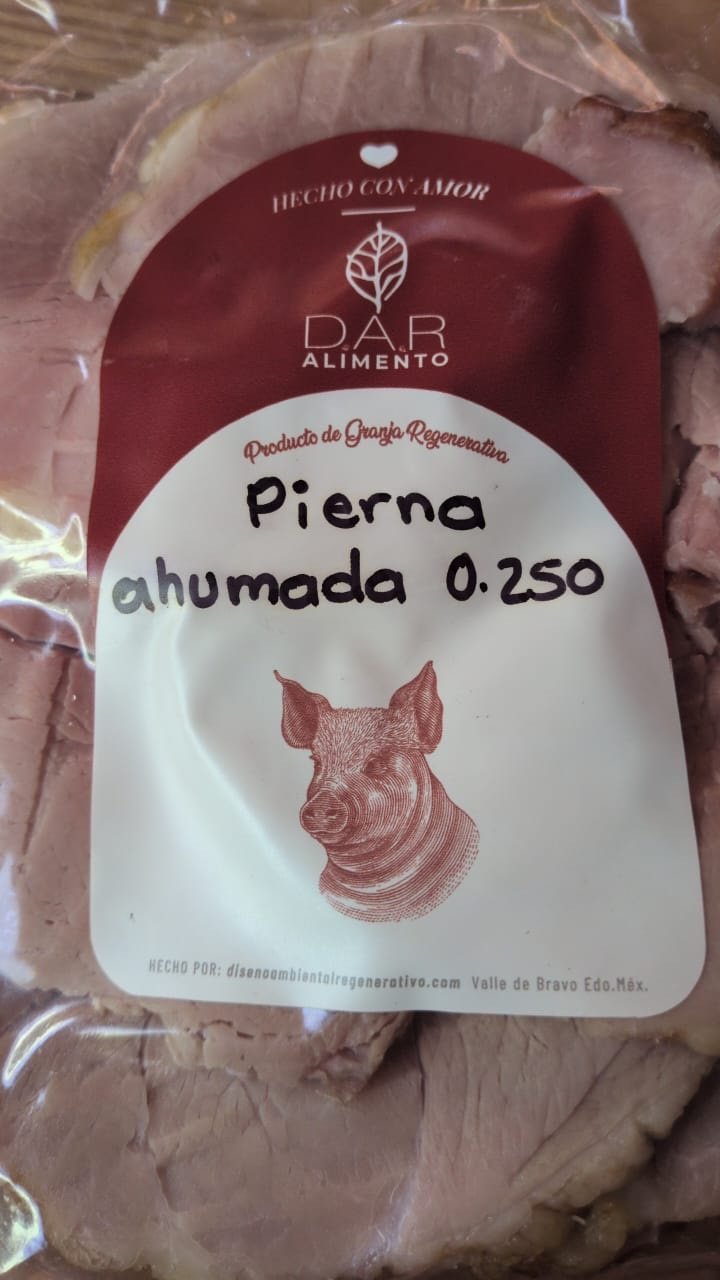 HECHO CON AMOR
D.A.R
ALIMENTO
Producto de Granja Regenerativa
Pierna
ahumada 0.250
HECHO POR: disenoambientalregenerativo.com Valle de Bravo Edo.Méx.